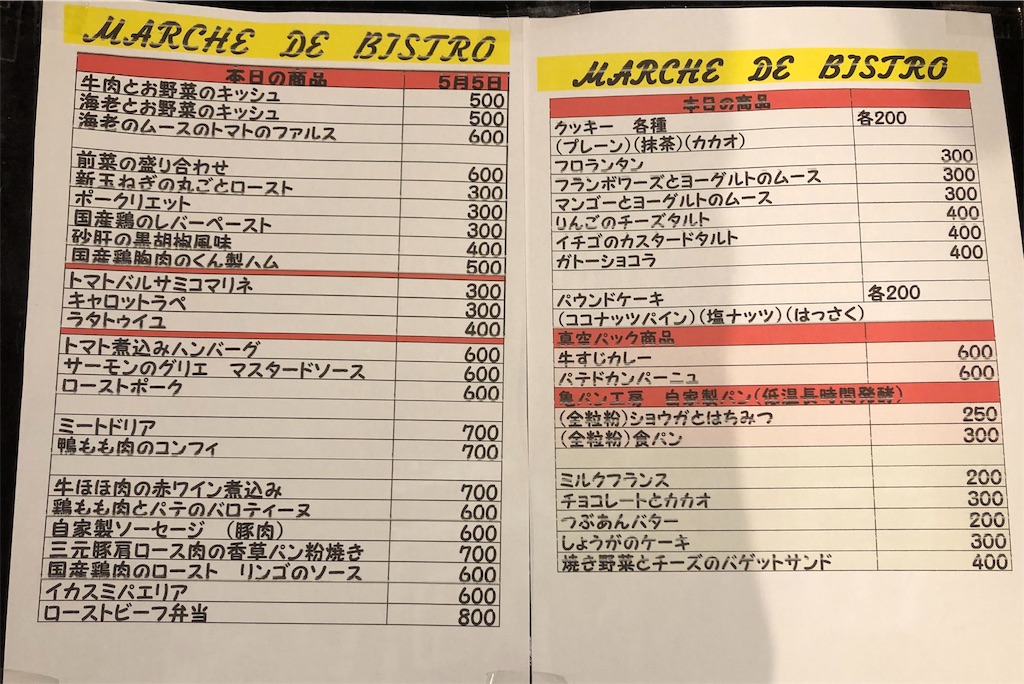 MARCHE DE BISTRO
本日の商品 5月5日
牛肉とお野菜のキッシュ 500
海老とお野菜のキッシュ 500
海老のムースのトマトのファルス 600
前菜の盛り合わせ 600
新玉ねぎの丸ごとロースト 300
ポークリエット 300
国産鶏のレバーペースト 300
砂肝の黒胡椒風味 400
国産鶏胸肉のくん製ハム 500
トマトバルサミコマリネ 300
キャロットラペ 300
ラタトゥイユ 400
トマト煮込みハンバーグ 600
サーモンのグリエ マスタードソース 600
ローストポーク 600
ミートドリア 700
鴨もも肉のコンフィ 700
牛ほほ肉の赤ワイン煮込み 700
鶏もも肉とパテのバロティーヌ 600
自家製ソーセージ (豚肉) 600
三元豚肩ロース肉の香草パン粉焼き 700
国産鶏肉のロースト リンゴのソース 600
イカスミパエリア 600
ローストビーフ弁当 800
MARCHE DE BISTRO
本日の商品
クッキー 各種 各200
(プレーン)(抹茶)(カカオ)
フロランタン 300
フランボワーズとヨーグルトのムース 300
マンゴーとヨーグルトのムース 300
りんごのチーズタルト 400
イチゴのカスタードタルト 400
ガトーショコラ 400
パウンドケーキ 各200
(ココナッツパイン)(塩ナッツ)(はっさく)
真空パック商品
牛すじカレー 600
パテドカンパーニュ 600
亀パン工房 自家製パン(低温長時間発酵)
(全粒粉)ショウガとはちみつ 250
(全粒粉)食パン 300
ミルクフランス 200
チョコレートとカカオ 300
つぶあんバター 200
しょうがのケーキ 300
焼き野菜とチーズのバゲットサンド 400